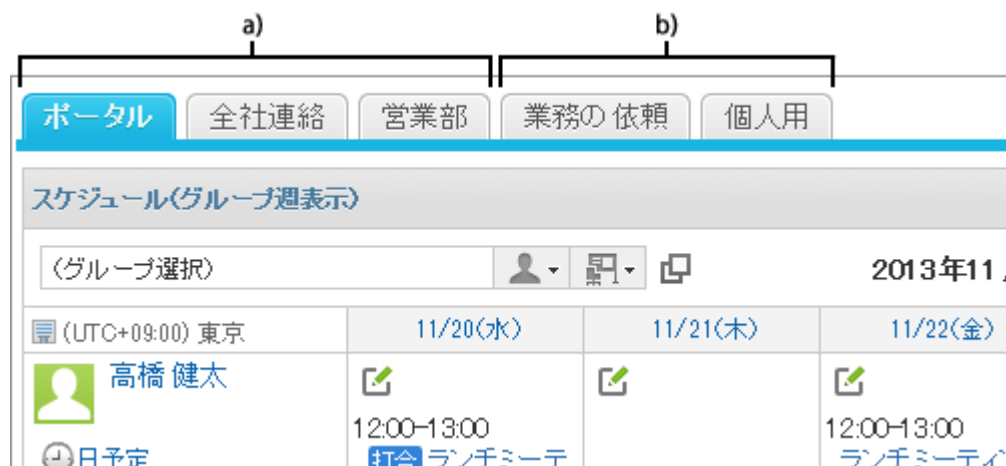 a) b)
ポータル 全社連絡 営業部 業務の依頼 個人用
スケジュール(グループ週表示)
(グループ選択) 2013年11
(UTC+09:00) 東京 11/20(水) 11/21(木) 11/22(金)
高橋 健太
12:00-13:00 12:00-13:00
日予定 打合 ランチミーテ ランチミーティ